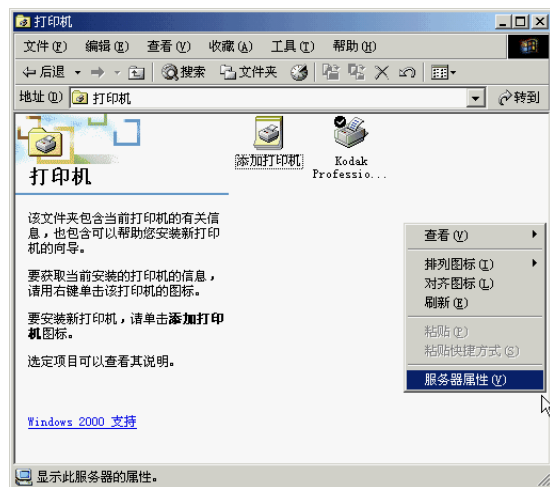 打印机
文件(F) 编辑(E) 查看(V) 收藏(A) 工具(T) 帮助(H)
后退 搜索 文件夹
地址(D) 打印机 转到
打印机
该文件夹包含当前打印机的有关信
息，也包含可以帮助您安装新打印
机的向导。
要获取当前安装的打印机的信息，
请用右键单击该打印机的图标。
要安装新打印机，请单击添加打印
机图标。
选定项目可以查看其说明。
Windows 2000 支持
添加打印机
Kodak
Professio...
查看(V)
排列图标(I)
对齐图标(L)
刷新(E)
粘贴(P)
粘贴快捷方式(S)
服务器属性(V)
显示此服务器的属性。